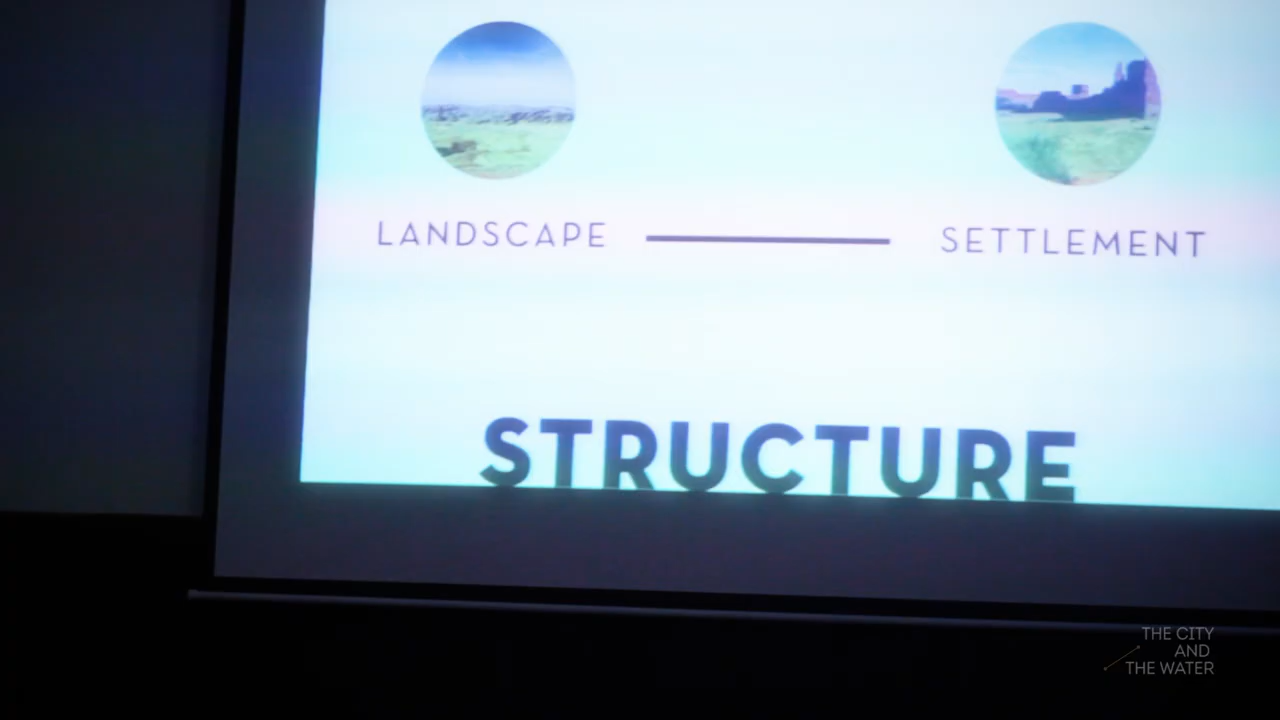 LANDSCAPE
SETTLEMENT
STRUCTURE
THE CITY
AND
THE WATER